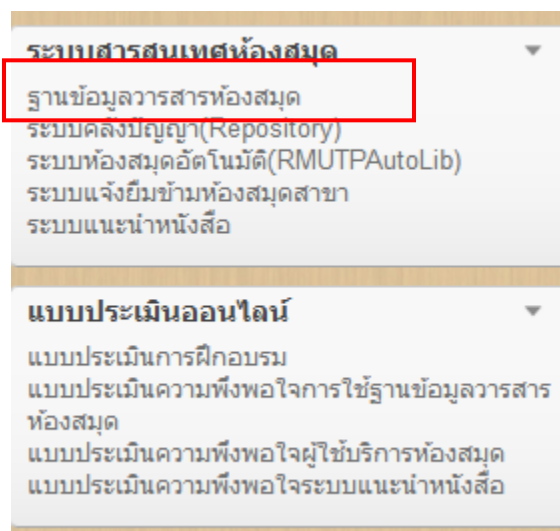 ระบบสารสนเทศห้องสมุด
ฐานข้อมูลวารสารห้องสมุด
ระบบคลังปัญญา(Repository)
ระบบห้องสมุดอัตโนมัติ(RMUTPAutoLib)
ระบบแจ้งยืมข้ามห้องสมุดสาขา
ระบบแนะนำหนังสือ
แบบประเมินออนไลน์
แบบประเมินการฝึกอบรม
แบบประเมินความพึงพอใจการใช้ฐานข้อมูลวารสาร
ห้องสมุด
แบบประเมินความพึงพอใจผู้ใช้บริการห้องสมุด
แบบประเมินความพึงพอใจระบบแนะนำหนังสือ